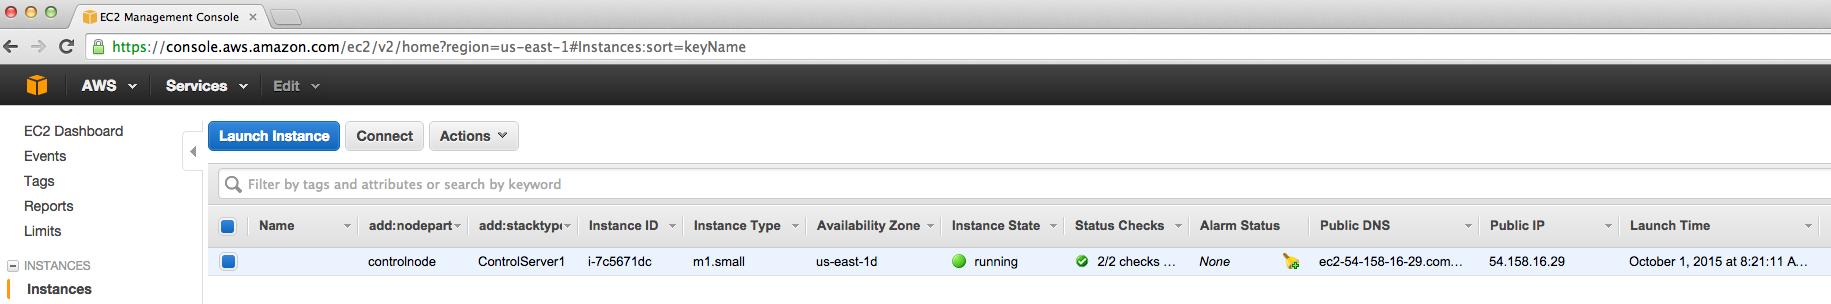 EC2 Management Console
https://console.aws.amazon.com/ec2/v2/home?region=us-east-1#Instances:sort=keyName
AWS Services Edit
EC2 Dashboard
Events
Tags
Reports
Limits
INSTANCES
Instances
Launch Instance Connect Actions
Filter by tags and attributes or search by keyword
Name add:nodepart add:stacktype Instance ID Instance Type Availability Zone Instance State Status Checks Alarm Status Public DNS Public IP Launch Time
controlnode ControlServer1 i-7c5671dc m1.small us-east-1d running 2/2 checks ... None ec2-54-158-16-29.com... 54.158.16.29 October 1, 2015 at 8:21:11 A...